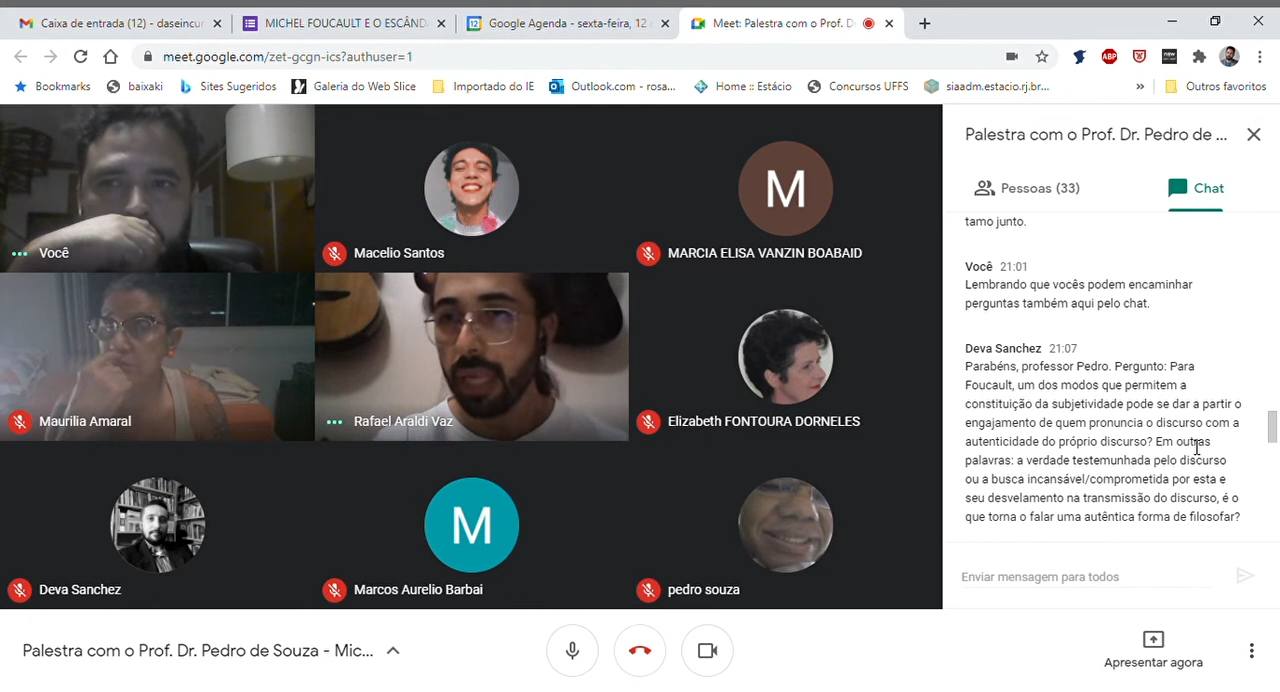 Caixa de entrada (12) - daseincu
MICHEL FOUCAULT E O ESCÂND
Google Agenda - sexta-feira, 12 d
Meet: Palestra com o Prof. D
meet.google.com/zet-gcgn-ics?authuser=1
Bookmarks
baixaki
Sites Sugeridos
Galeria do Web Slice
Importado do IE
Outlook.com - rosa...
Home :: Estácio
Concursos UFFS
siaadm.estacio.rj.br...
»
Outros favoritos
ABP
Palestra com o Prof. Dr. Pedro de ...
Pessoas (33)
Chat
tamo junto.
Você 21:01
Lembrando que vocês podem encaminhar
perguntas também aqui pelo chat.
Deva Sanchez 21:07
Parabéns, professor Pedro. Pergunto: Para
Foucault, um dos modos que permitem a
constituição da subjetividade pode se dar a partir o
engajamento de quem pronuncia o discurso com a
autenticidade do próprio discurso? Em outras
palavras: a verdade testemunhada pelo discurso
ou a busca incansável/comprometida por esta e
seu desvelamento na transmissão do discurso, é o
que torna o falar uma autêntica forma de filosofar?
Enviar mensagem para todos
Você
Macelio Santos
M
MARCIA ELISA VANZIN BOABAID
Maurilia Amaral
Rafael Araldi Vaz
Elizabeth FONTOURA DORNELES
Deva Sanchez
M
Marcos Aurelio Barbai
pedro souza
Palestra com o Prof. Dr. Pedro de Souza - Mic...
Apresentar agora